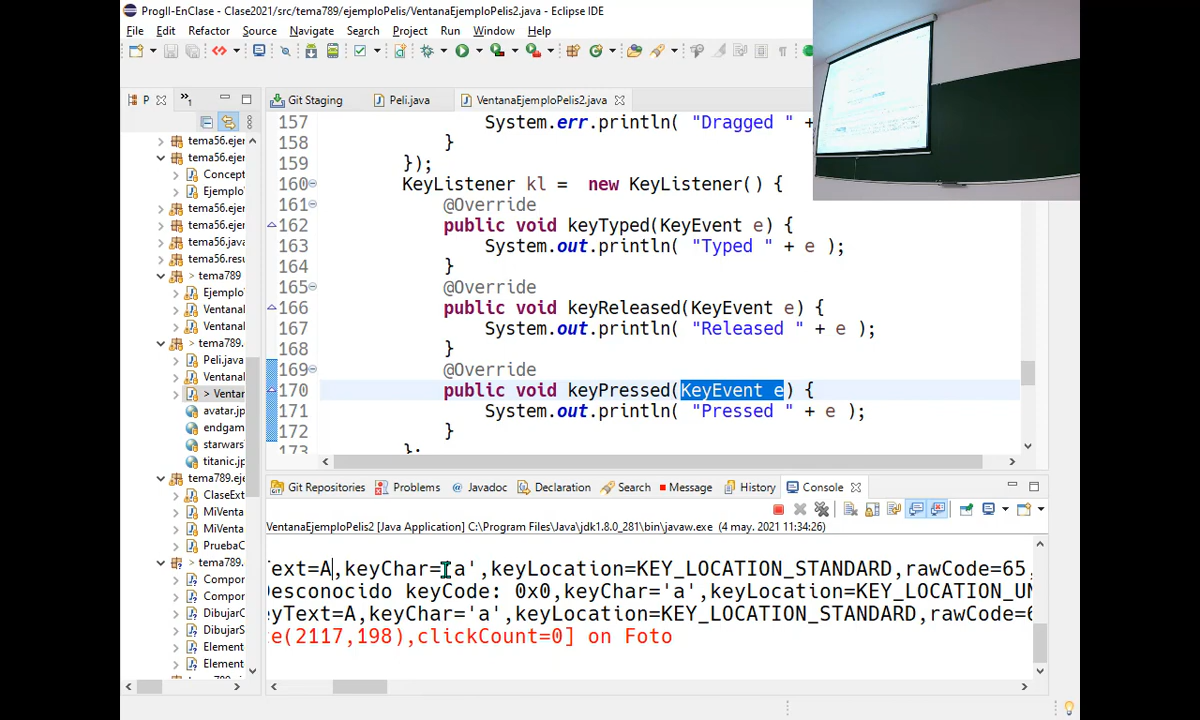 ProgII-EnClase - Clase2021/src/tema789/ejemploPelis/VentanaEjemploPelis2.java - Eclipse IDE
File Edit Refactor Source Navigate Search Project Run Window Help
P Git Staging Peli.java VentanaEjemploPelis2.java
tema56.ejer
tema56.ejer
Concept
Ejemplo
tema56.ejer
tema56.ejer
tema56.java
tema56.resu
> tema789
Ejemplo
Ventanal
Ventanal
> tema789.
Peli.java
Ventanal
> Ventar
avatar.jp
endgam
starwars
titanic.jp
tema789.eje
ClaseExt
MiVenta
MiVenta
PruebaC
> tema789.
Compor
Compor
DibujarC
DibujarS
Element
Element
157 System.err.println( "Dragged " +
158 }
159 });
160 KeyListener kl = new KeyListener() {
161 @Override
162 public void keyTyped(KeyEvent e) {
163 System.out.println( "Typed " + e );
164 }
165 @Override
166 public void keyReleased(KeyEvent e) {
167 System.out.println( "Released " + e );
168 }
169 @Override
170 public void keyPressed(KeyEvent e) {
171 System.out.println( "Pressed " + e );
172 }
173 };
Git Repositories Problems @ Javadoc Declaration Search Message History Console
VentanaEjemploPelis2 [Java Application] C:\Program Files\Java\jdk1.8.0_281\bin\javaw.exe (4 may. 2021 11:34:26)
Text=A,keyChar='a',keyLocation=KEY_LOCATION_STANDARD,rawCode=65,
Desconocido keyCode: 0x0,keyChar='a',keyLocation=KEY_LOCATION_UN
eyText=A,keyChar='a',keyLocation=KEY_LOCATION_STANDARD,rawCode=6
te(2117,198),clickCount=0] on Foto